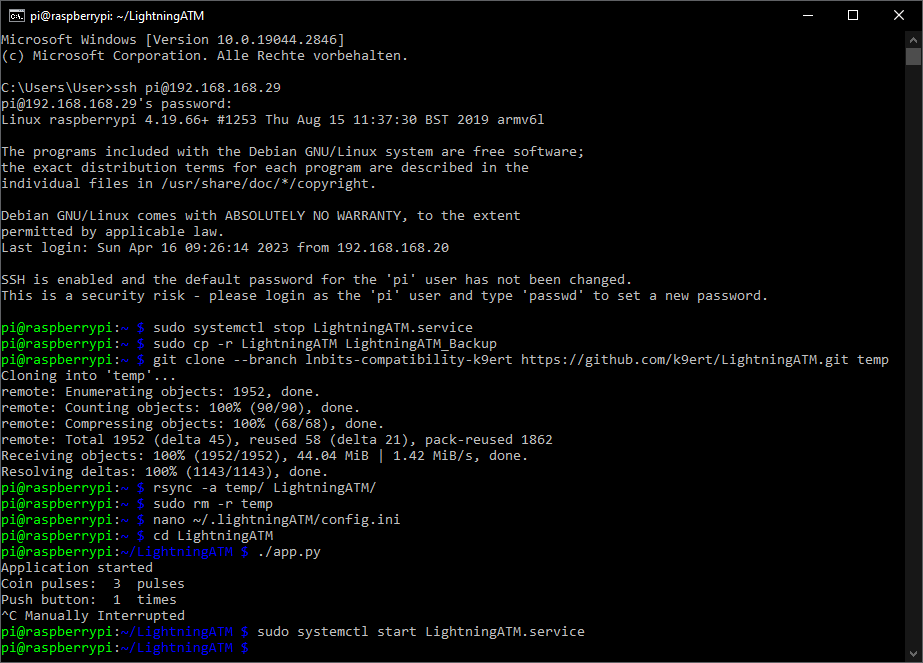 pi@raspberrypi: ~/LightningATM
Microsoft Windows [Version 10.0.19044.2846]
(c) Microsoft Corporation. Alle Rechte vorbehalten.
C:\Users\User>ssh pi@192.168.168.29
pi@192.168.168.29's password:
Linux raspberrypi 4.19.66+ #1253 Thu Aug 15 11:37:30 BST 2019 armv6l
The programs included with the Debian GNU/Linux system are free software;
the exact distribution terms for each program are described in the
individual files in /usr/share/doc/*/copyright.
Debian GNU/Linux comes with ABSOLUTELY NO WARRANTY, to the extent
permitted by applicable law.
Last login: Sun Apr 16 09:26:14 2023 from 192.168.168.20
SSH is enabled and the default password for the 'pi' user has not been changed.
This is a security risk - please login as the 'pi' user and type 'passwd' to set a new password.
pi@raspberrypi:~ $ sudo systemctl stop LightningATM.service
pi@raspberrypi:~ $ sudo cp -r LightningATM LightningATM_Backup
pi@raspberrypi:~ $ git clone --branch lnbits-compatibility-k9ert https://github.com/k9ert/LightningATM.git temp
Cloning into 'temp'...
remote: Enumerating objects: 1952, done.
remote: Counting objects: 100% (90/90), done.
remote: Compressing objects: 100% (68/68), done.
remote: Total 1952 (delta 45), reused 58 (delta 21), pack-reused 1862
Receiving objects: 100% (1952/1952), 44.04 MiB | 1.42 MiB/s, done.
Resolving deltas: 100% (1143/1143), done.
pi@raspberrypi:~ $ rsync -a temp/ LightningATM/
pi@raspberrypi:~ $ sudo rm -r temp
pi@raspberrypi:~ $ nano ~/.lightningATM/config.ini
pi@raspberrypi:~ $ cd LightningATM
pi@raspberrypi:~/LightningATM $ ./app.py
Application started
Coin pulses:  3  pulses
Push button:  1  times
^C Manually Interrupted
pi@raspberrypi:~/LightningATM $ sudo systemctl start LightningATM.service
pi@raspberrypi:~/LightningATM $